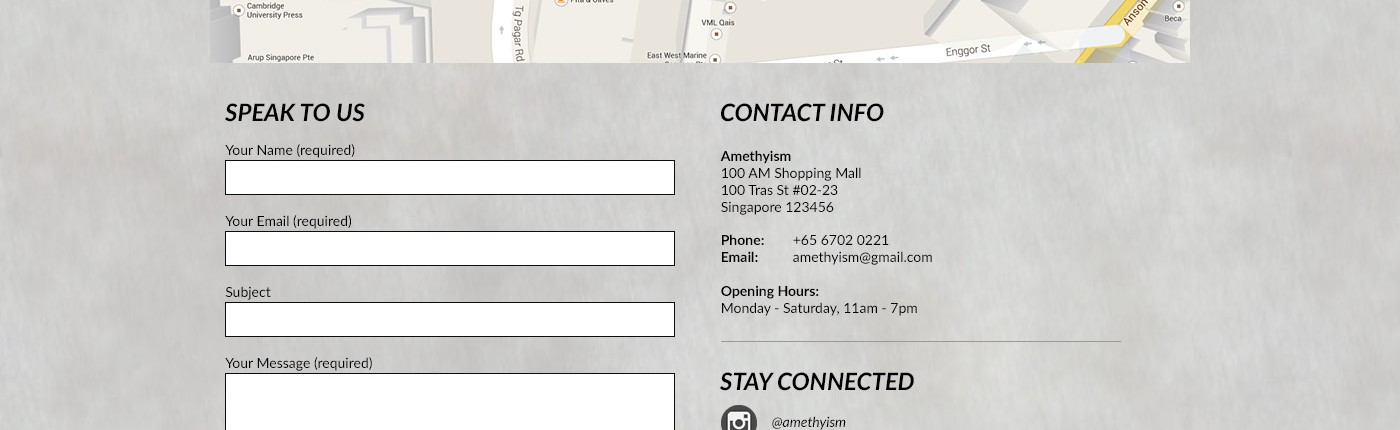 Cambridge
University Press
Arup Singapore Pte
Tg Pagar Rd
VML Qais
East West Marine
Enggor St
Anson
Beca
SPEAK TO US
Your Name (required)
Your Email (required)
Subject
Your Message (required)
CONTACT INFO
Amethyism
100 AM Shopping Mall
100 Tras St #02-23
Singapore 123456
Phone: +65 6702 0221
Email: amethyism@gmail.com
Opening Hours:
Monday - Saturday, 11am - 7pm
STAY CONNECTED
@amethyism